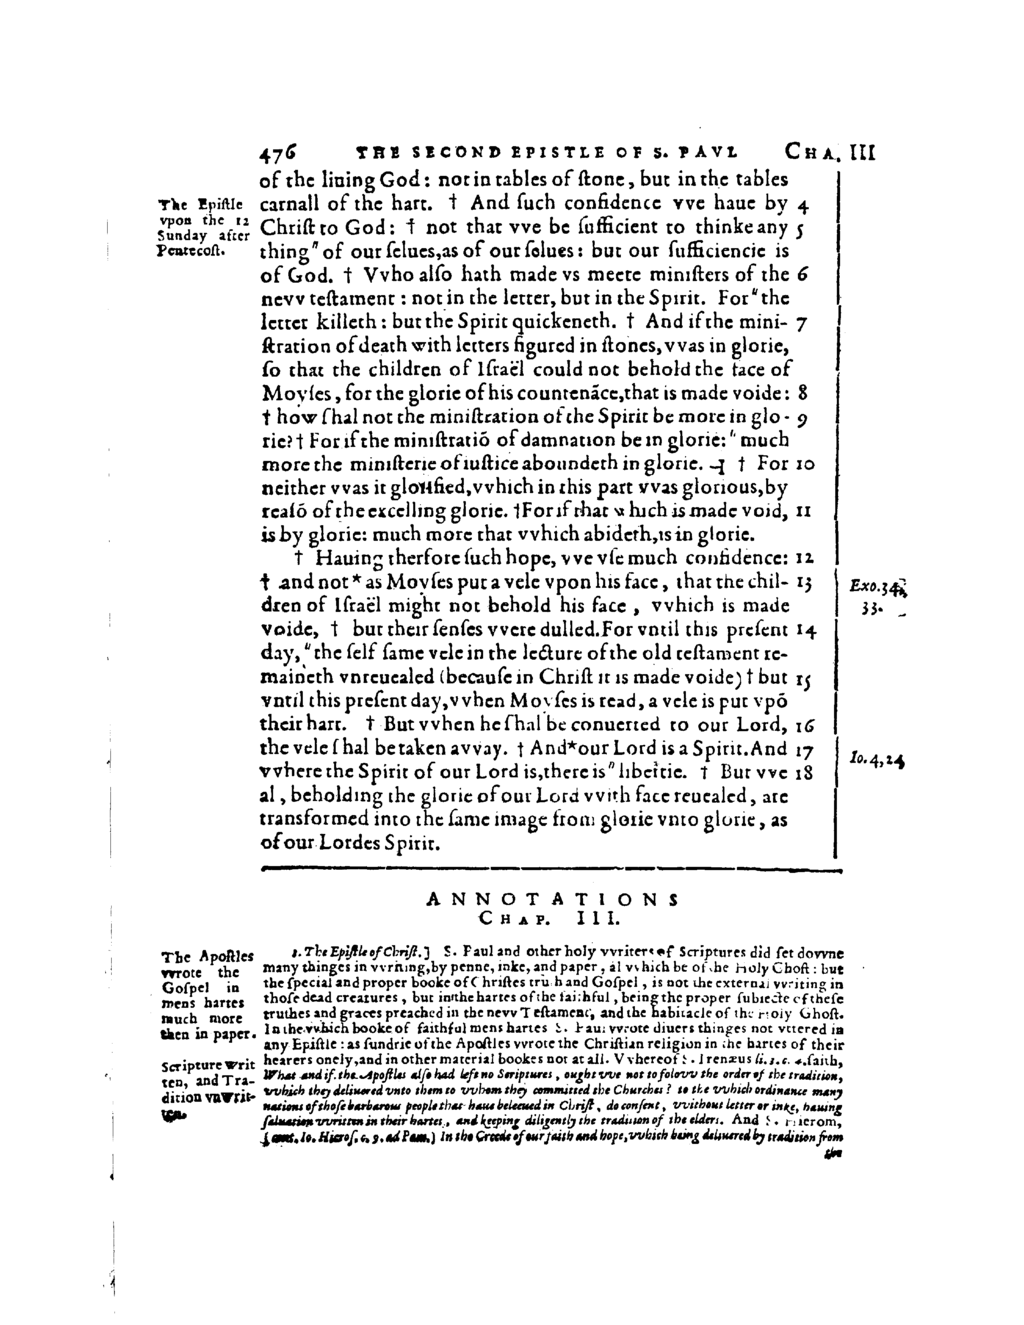 476 THE SECOND EPISTLE OF S. PAVL CHA. III
of the liuing God: not in tables of ſtone, but in the tables
carnall of the hart. † And ſuch confidence vve haue by 4
Chriſt to God: † not that vve be ſufficient to thinke any 5
thing " of our ſelues, as of our ſelues: but our ſufficiencie is
of God. † Vvho alſo hath made vs meete miniſters of the 6
nevv teſtament: not in the letter, but in the Spirit. For " the
letter killeth: but the Spirit quickeneth. † And if the mini- 7
ſtration of death with letters figured in ſtones, vvas in glorie,
ſo that the children of Iſraël could not behold the face of
Moyſes, for the glorie of his countenãce, that is made voide: 8
† how ſhal not the miniſtration of the Spirit be more in glo- 9
rie? † For if the miniſtratiõ of damnation be in glorie: " much
more the miniſterie of iuſtice aboundeth in glorie. ⊣ † For 10
neither vvas it glorified, vvhich in this part vvas glorious, by
reaſõ of the excelling glorie. † For if that vvhich is made void, 11
is by glorie: much more that vvhich abideth, is in glorie.
† Hauing therfore ſuch hope, vve vſe much confidence: 12
† and not * as Moyſes put a vele vpon his face, that the chil- 13
dren of Iſraël might not behold his face, vvhich is made
voide, † but their ſenſes vvere dulled. For vntil this preſent 14
day, " the ſelf ſame vele in the lecture of the old teſtament re-
maineth vnreuealed (becauſe in Chriſt it is made voide) † but 15
vntil this preſent day, vvhen Moyſes is read, a vele is put vpõ
their hart. † But vvhen he ſhal be conuerted to our Lord, 16
the vele ſhal be taken avvay. † And * our Lord is a Spirit. And 17
vvhere the Spirit of our Lord is, there is " libertie. † But vve 18
al, beholding the glorie of our Lord vvith face reuealed, are
transformed into the ſame image from glorie vnto glorie, as
of our Lordes Spirit.
The Epiſtle
vpon the 12
Sunday after
Pentecoſt.
Exo. 34,
33.
Io. 4, 24
ANNOTATIONS
CHAP. III.
3. The Epiſtle of Chriſt.] S. Paul and other holy vvriters of Scriptures did ſet dovvne
many thinges in vvriting, by penne, inke, and paper, al vvhich be of the Holy Ghoſt: but
the ſpecial and proper booke of Chriſtes truth and Goſpel, is not the external vvriting in
thoſe dead creatures, but in the hartes of the faithful, being the proper ſubiecte of theſe
truthes and graces preached in the nevv Teſtament, and the habitacle of the Holy Ghoſt.
In the vvhich booke of faithful mens hartes S. Paul vvrote diuers thinges not vttered in
any Epiſtle: as ſundrie of the Apoſtles vvrote the Chriſtian religion in the hartes of their
hearers onely, and in other material bookes not at all. Vvhereof S. Irenæus li. 3. c. 4. ſaith,
What and if the Apoſtles alſo had left no Scriptures, ought vve not to folovv the order of the tradition,
vvhich they deliuered vnto them to vvhom they committed the Churches? to the vvhich ordinance many
nations of thoſe barbarous people that haue beleeued in Chriſt, do conſent, vvithout letter or inke, hauing
ſaluation vvritten in their hartes, and keeping diligently the tradition of the elders. And S. Hierom,
(cont. Io. Hieroſ. c. 9. ad Pam.) In the Creede of our faith and hope, vvhich being deliuered by tradition from
the
The Apoſtles
vvrote the
Goſpel in
mens hartes
much more
then in paper.
Scripture writ
ten, and Tra-
dition vnwrit-
ten.